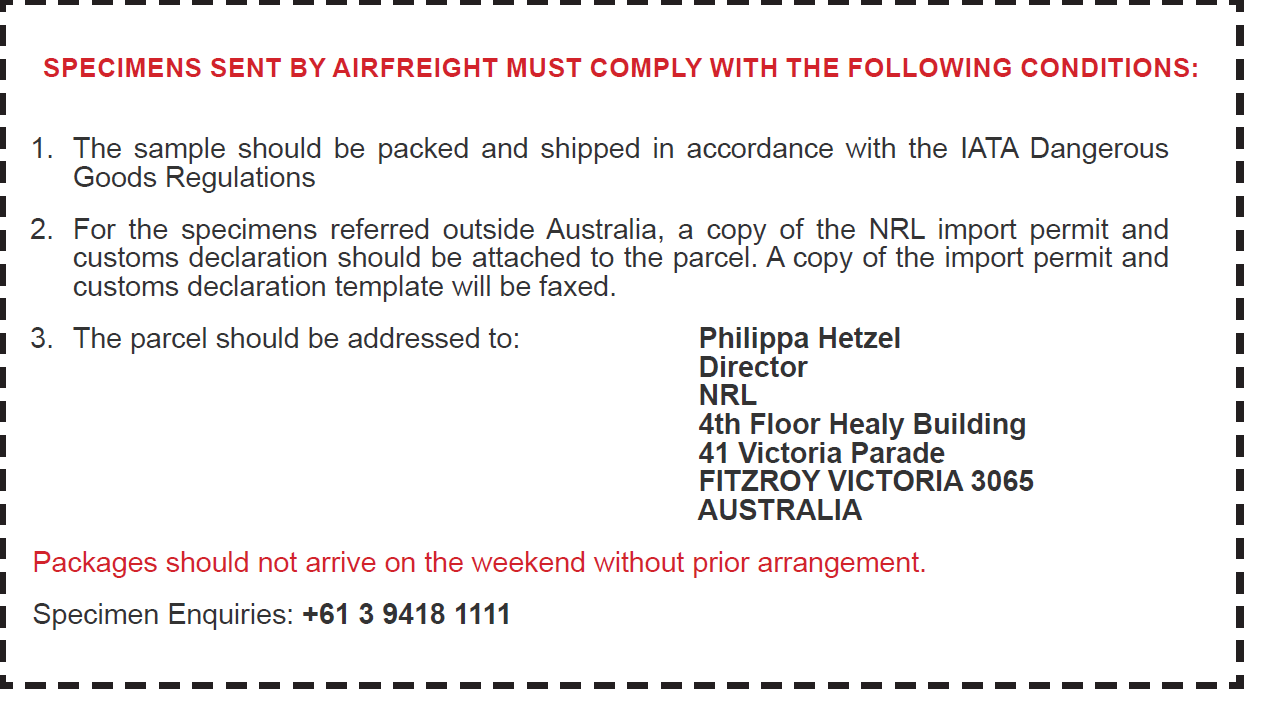 SPECIMENS SENT BY AIRFREIGHT MUST COMPLY WITH THE FOLLOWING CONDITIONS:
1. The sample should be packed and shipped in accordance with the IATA Dangerous
Goods Regulations
2. For the specimens referred outside Australia, a copy of the NRL import permit and
customs declaration should be attached to the parcel. A copy of the import permit and
customs declaration template will be faxed.
3. The parcel should be addressed to: Philippa Hetzel
Director
NRL
4th Floor Healy Building
41 Victoria Parade
FITZROY VICTORIA 3065
AUSTRALIA
Packages should not arrive on the weekend without prior arrangement.
Specimen Enquiries: +61 3 9418 1111